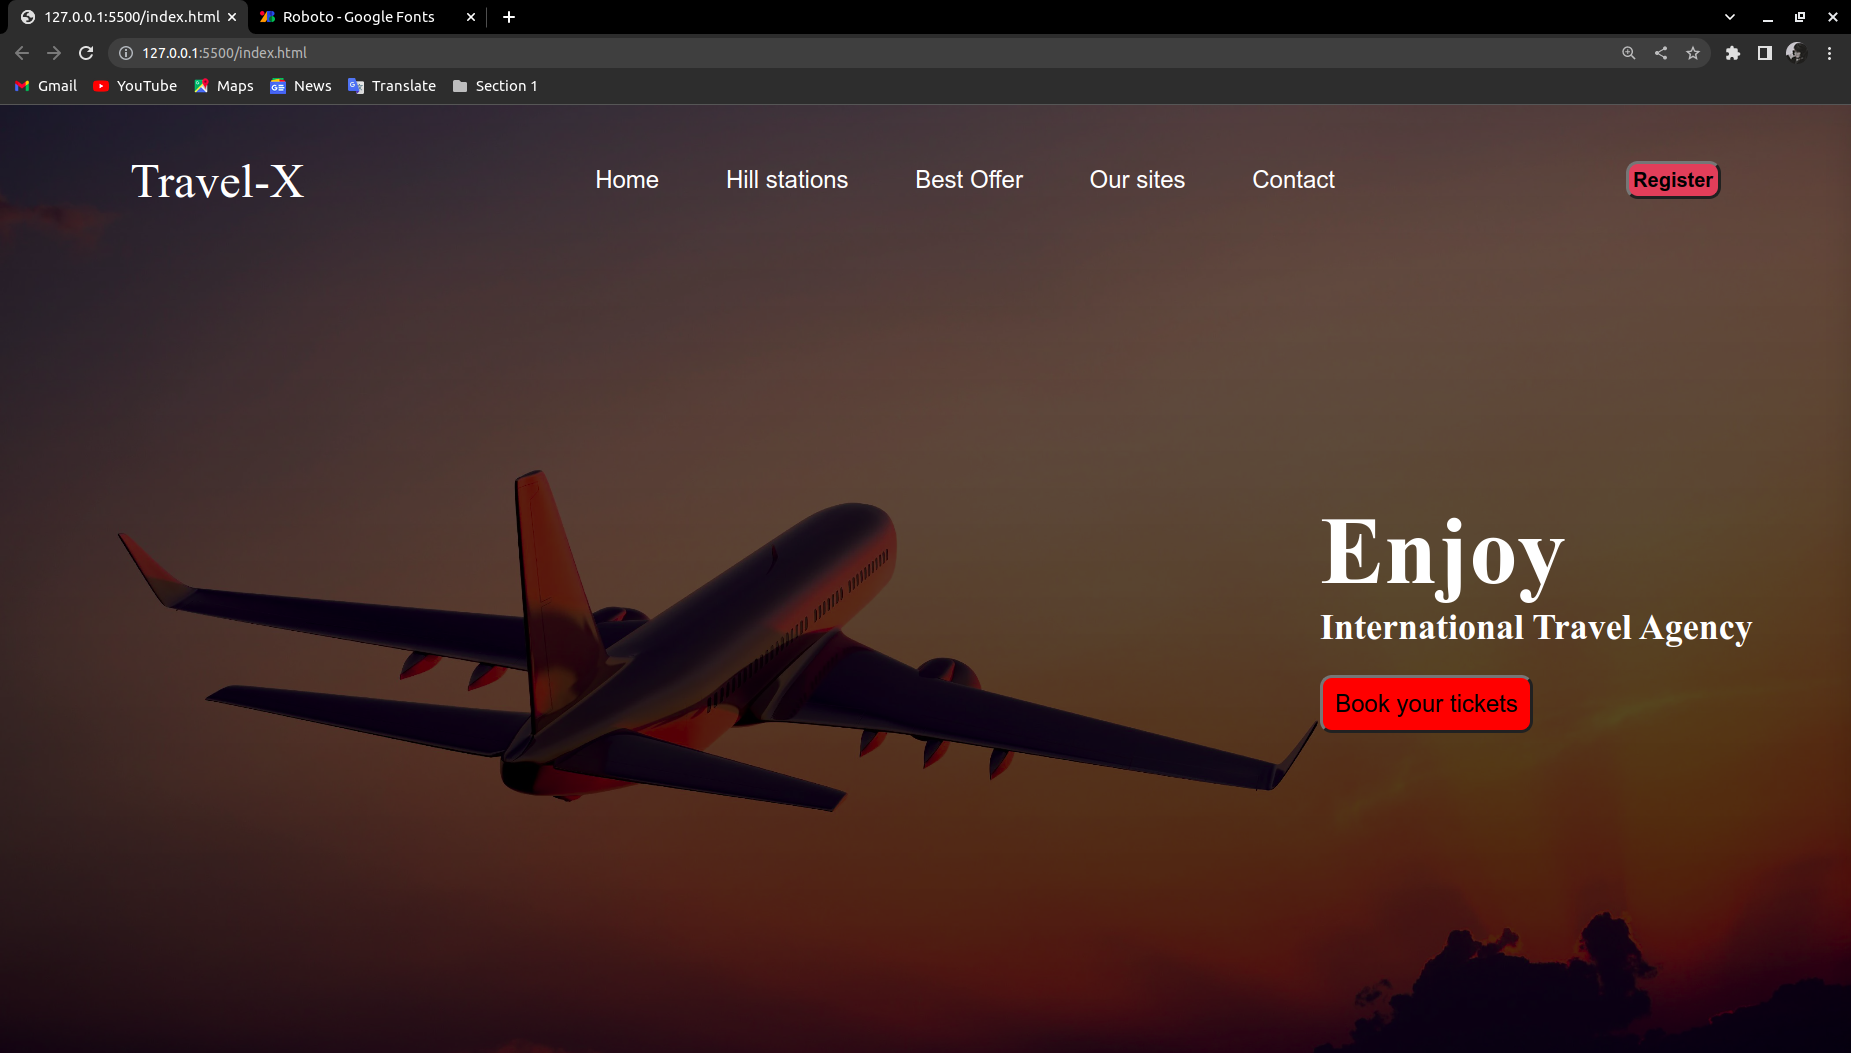 127.0.0.1:5500/index.html
Roboto - Google Fonts
127.0.0.1:5500/index.html
Gmail YouTube Maps News Translate Section 1
Travel-X Home Hill stations Best Offer Our sites Contact Register
Enjoy
International Travel Agency
Book your tickets